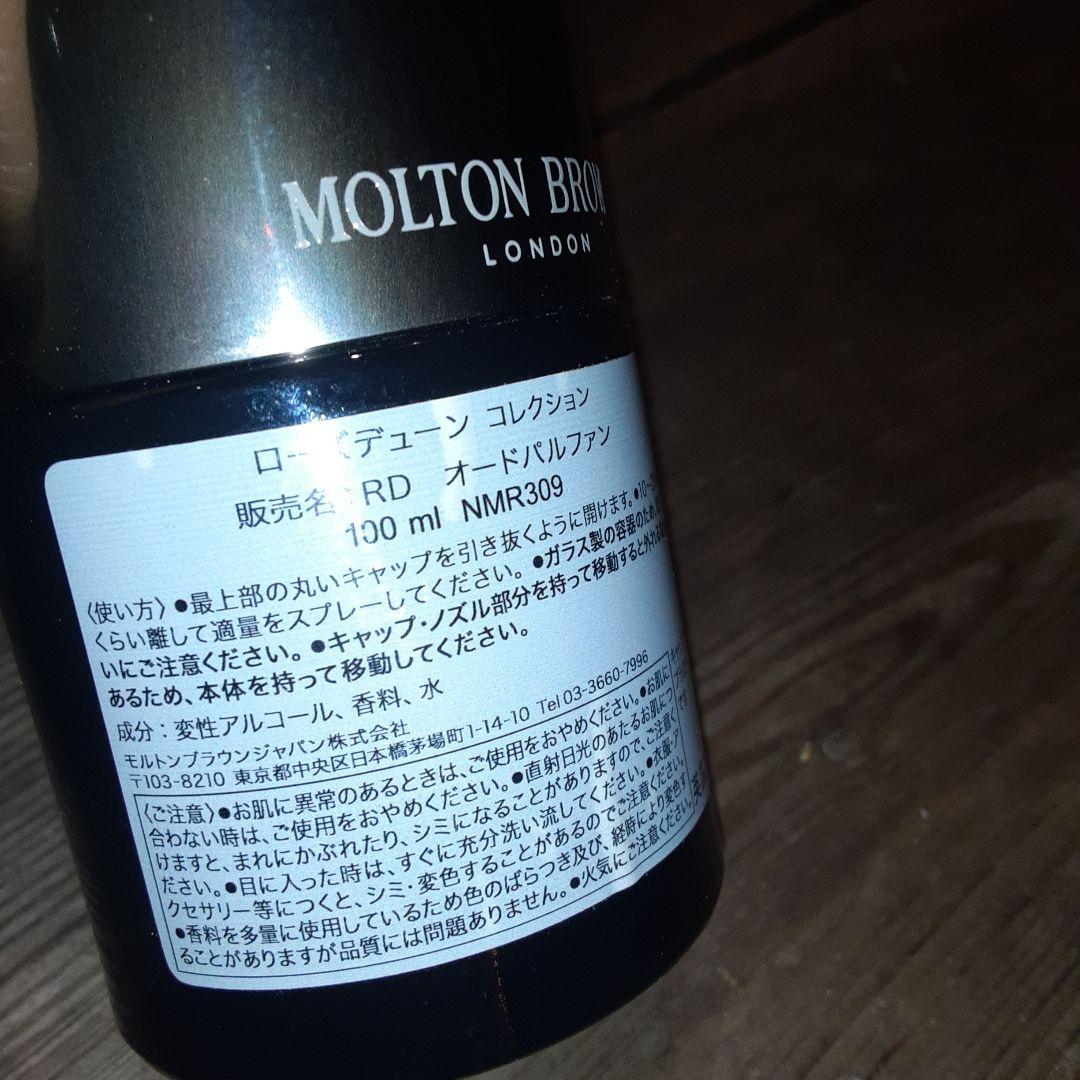 MOLTON BROW
LONDON
ローズデューン コレクション
販売名:RD オードパルファン
100 ml NMR309
〈使い方〉●最上部の丸いキャップを引き抜くように開けます。●10～
くらい離して適量をスプレーしてください。●ガラス製の容器のため、
いにご注意ください。●キャップ・ノズル部分を持って移動すると外れる
あるため、本体を持って移動してください。
成分：変性アルコール、香料、水
モルトンブラウンジャパン株式会社
〒103-8210 東京都中央区日本橋茅場町1-14-10 Tel 03-3660-7996
〈ご注意〉●お肌に異常のあるときは、ご使用をおやめください。●お肌に
合わない時は、ご使用をおやめください。●直射日光のあたるお肌につ
けますと、まれにかぶれたり、シミになることがありますので、ご注意く
ださい。●目に入った時は、すぐに充分洗い流してください。●衣服・ア
クセサリー等につくと、シミ・変色することがあるのでご注意ください。
●香料を多量に使用しているため色のばらつき及び、経時により変色す
ることがありますが品質には問題ありません。●火気にご注意ください。